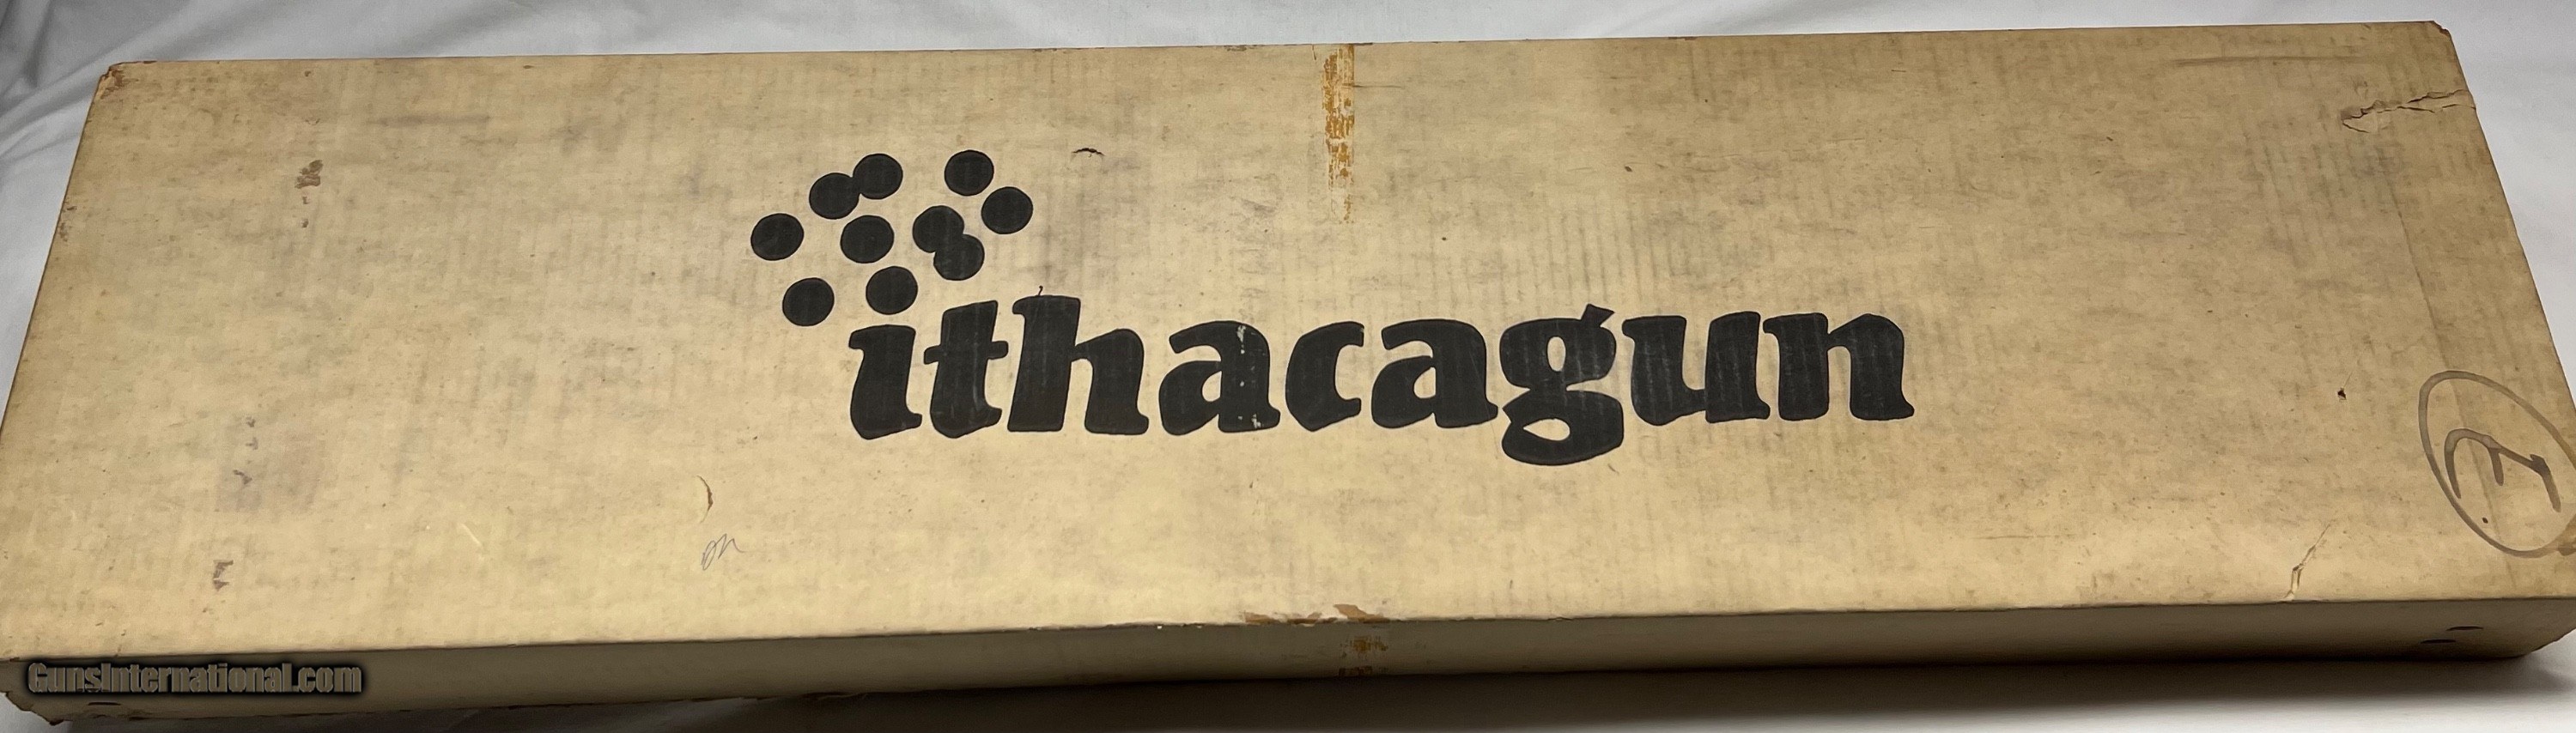 ithacagun
GunsInternational.com